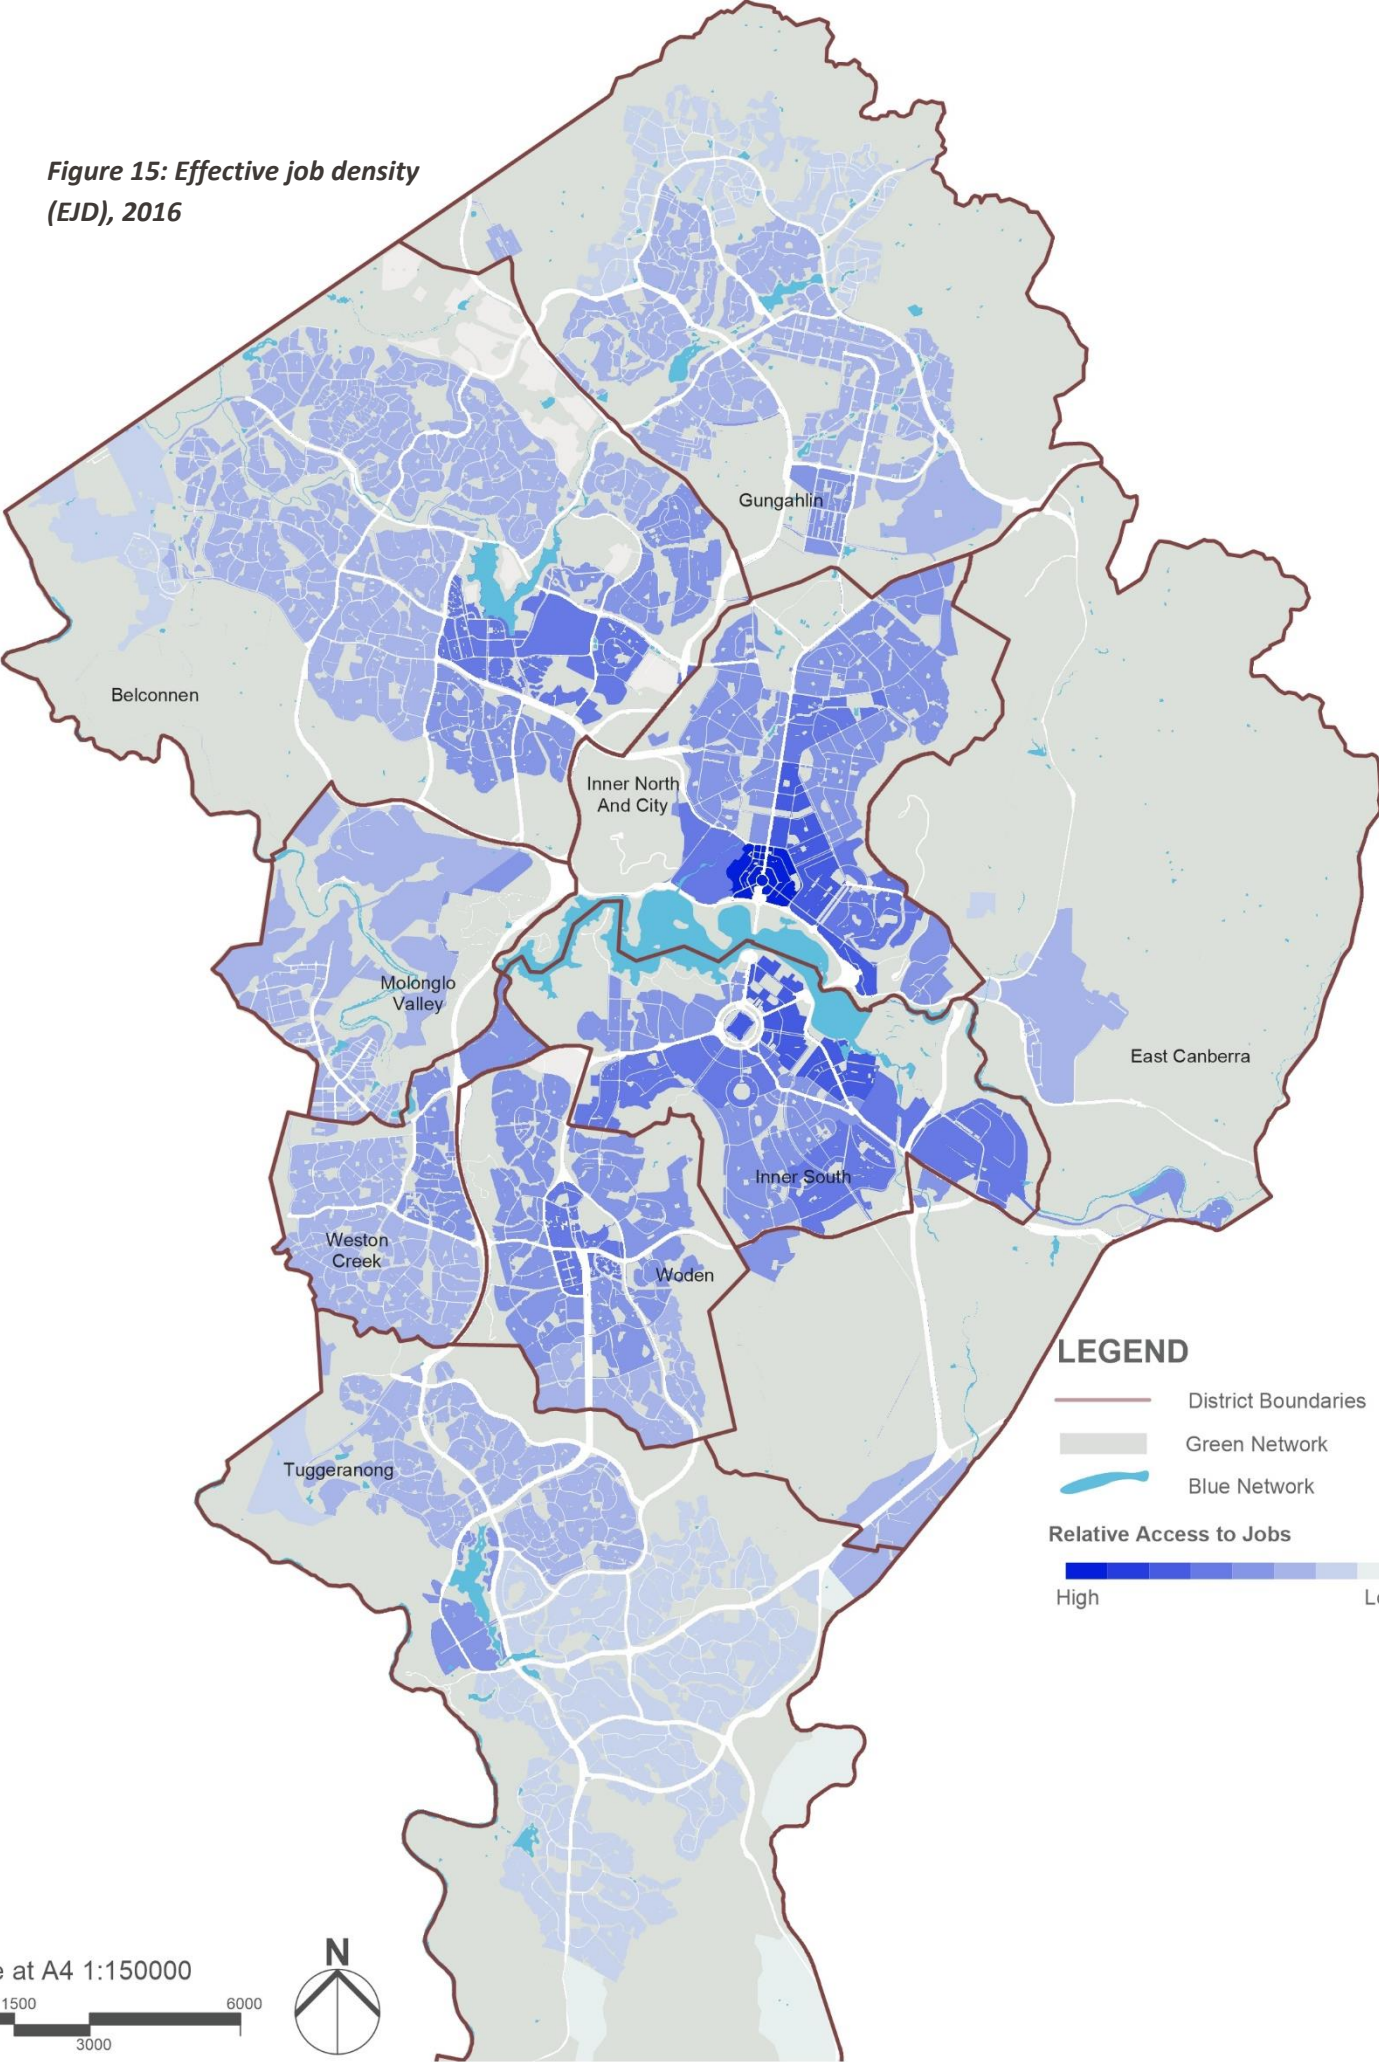 Figure 15: Effective job density
(EJD), 2016
Gungahlin
Belconnen
Inner North
And City
Molonglo
Valley
East Canberra
Inner South
Weston
Creek
Woden
LEGEND
District Boundaries
Green Network
Blue Network
Tuggeranong
Relative Access to Jobs
High
N
at A4 1:150000
1500
6000
3000